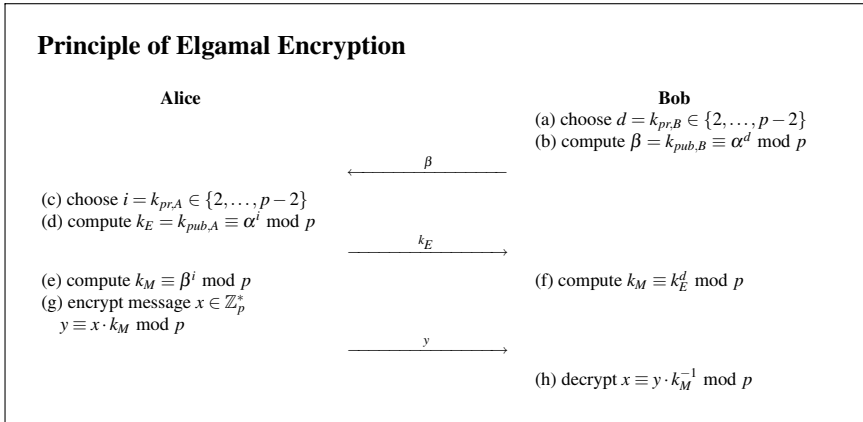 Principle of Elgamal Encryption
Alice Bob
(a) choose d = k_{pr,B} ∈ {2,…,p−2}
(b) compute β = k_{pub,B} ≡ α^d mod p
β
(c) choose i = k_{pr,A} ∈ {2,…,p−2}
(d) compute k_E = k_{pub,A} ≡ α^i mod p
k_E
(e) compute k_M ≡ β^i mod p (f) compute k_M ≡ k_E^d mod p
(g) encrypt message x ∈ ℤ_p^*
y ≡ x · k_M mod p
y
(h) decrypt x ≡ y · k_M^{−1} mod p